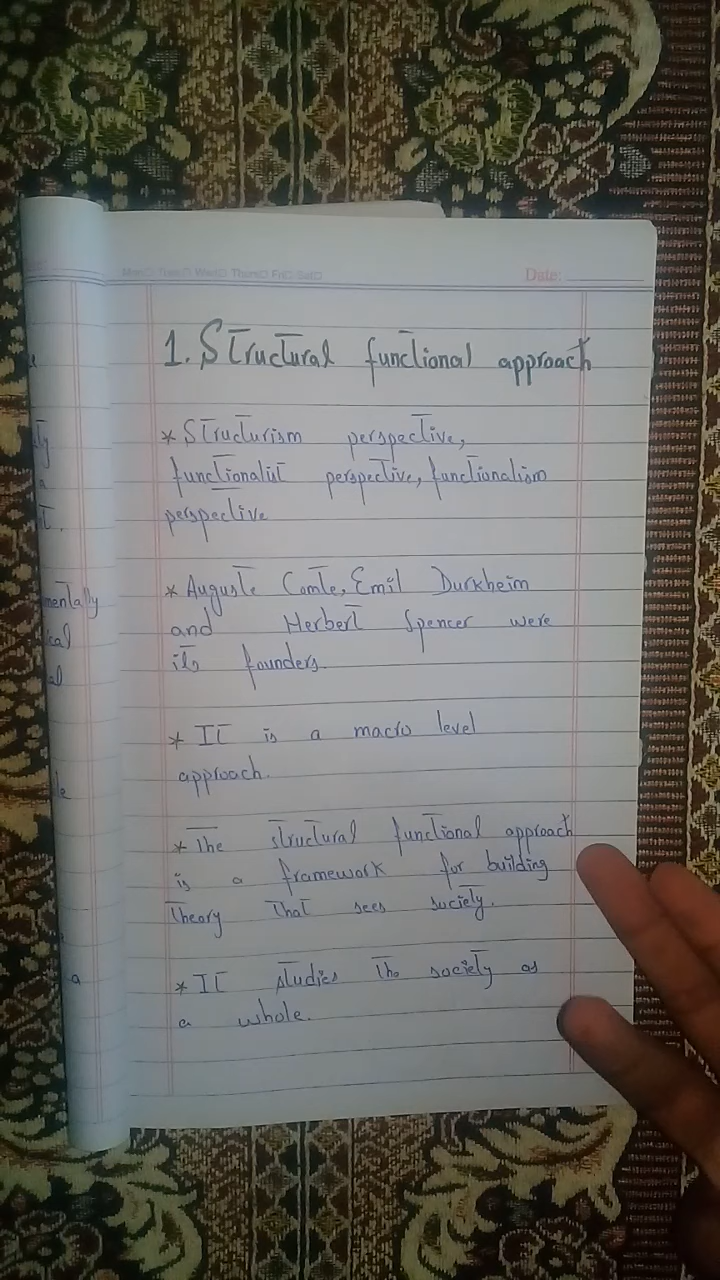 Date:
1. Structural functional approach
* Structurism perspective,
functionalist perspective, functionalism
perspective
* Auguste Comte, Emil Durkheim
and Herbert Spencer were
its founders.
* It is a macro level
approach.
* The structural functional approach
is a framework for building
Theory That sees society.
* It studies the society as
a whole.
mentally